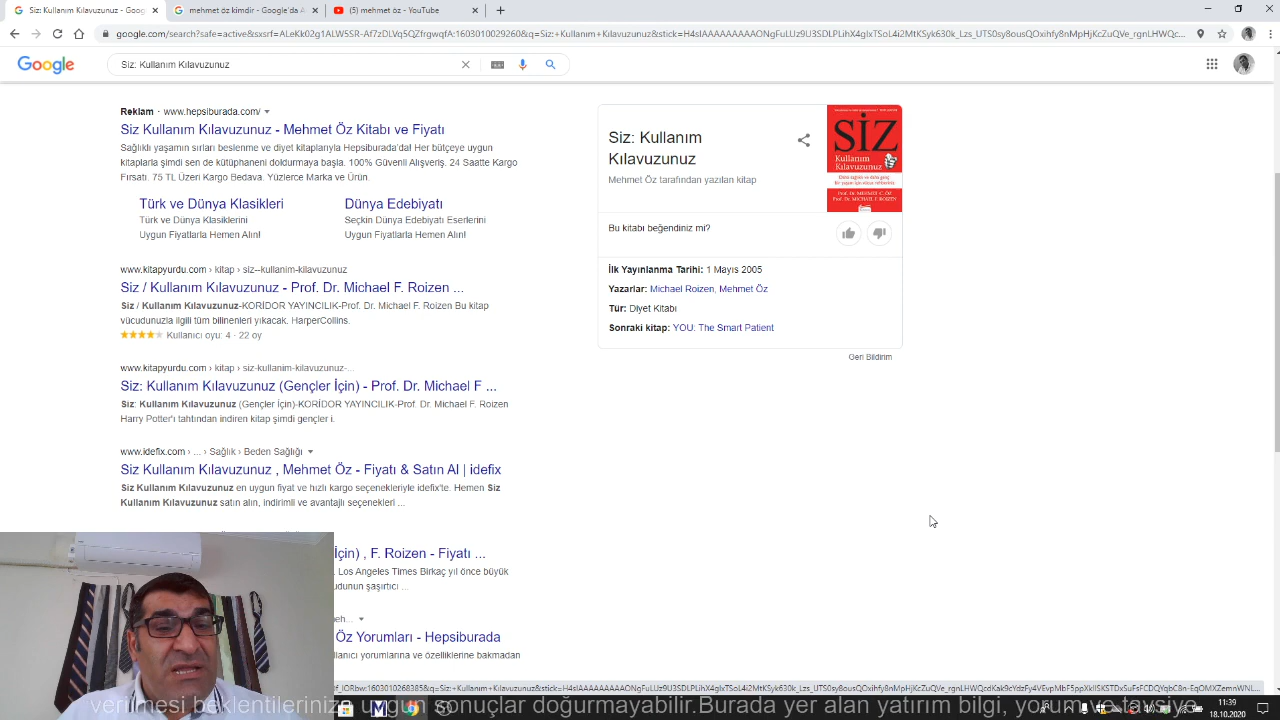 Siz: Kullanım Kılavuzunuz - G
mehmet öz kimdir - Google'da A
(5) mehmet öz - YouTube
Google
Siz: Kullanım Kılavuzunuz
Reklam · www.hepsiburada.com/
Siz Kullanım Kılavuzunuz - Mehmet Öz Kitabı ve Fiyatı
Sağlıklı yaşamın sırları beslenme ve diyet kitaplarıyla Hepsiburada'da! Her bütçeye uygun
kitaplarla şimdi sen de kütüphaneni doldurmaya başla. 100% Güvenli Alışveriş. 24 Saatte Kargo
Fırsatı. Süper Kargo Bedava. Yüzlerce Marka ve Ürün.
Türk ve Dünya Klasikleri
Türk ve Dünya Klasiklerini
Uygun Fiyatlarla Hemen Alın!
Dünya Edebiyatı
Seçkin Dünya Edebiyatı Eserlerini
Uygun Fiyatlarla Hemen Alın!
www.kitapyurdu.com › kitap › siz--kullanim-kilavuzunuz
Siz / Kullanım Kılavuzunuz - Prof. Dr. Michael F. Roizen ...
Siz / Kullanım Kılavuzunuz-KORİDOR YAYINCILIK-Prof. Dr. Michael F. Roizen Bu kitap
vücudunuzla ilgili tüm bilinenleri yıkacak. HarperCollins.
Kullanıcı oyu: 4 · 22 oy
www.kitapyurdu.com › kitap › siz-kullanim-kilavuzunuz-...
Siz: Kullanım Kılavuzunuz (Gençler İçin) - Prof. Dr. Michael F ...
Siz: Kullanım Kılavuzunuz (Gençler İçin)-KORİDOR YAYINCILIK-Prof. Dr. Michael F. Roizen
Harry Potter'ı tahtından indiren kitap şimdi gençler i.
www.idefix.com › ... › Sağlık › Beden Sağlığı
Siz Kullanım Kılavuzunuz , Mehmet Öz - Fiyatı & Satın Al | idefix
Siz Kullanım Kılavuzunuz en uygun fiyat ve hızlı kargo seçenekleriyle idefix'te. Hemen Siz
Kullanım Kılavuzunuz satın alın, indirimli ve avantajlı seçenekleri ...
İçin) , F. Roizen - Fiyatı ...
Los Angeles Times Birkaç yıl önce büyük
udunun şaşırtıcı ...
eh...
Öz Yorumları - Hepsiburada
lanıcı yorumlarına ve özelliklerine bakmadan
Siz: Kullanım
Kılavuzunuz
Mehmet Öz tarafından yazılan kitap
SİZ
Kullanım
Kılavuzunuz
Bu kitabı beğendiniz mi?
İlk Yayınlanma Tarihi: 1 Mayıs 2005
Yazarlar: Michael Roizen, Mehmet Öz
Tür: Diyet Kitabı
Sonraki kitap: YOU: The Smart Patient
Geri Bildirim
verilmesi beklentilerinize uygun sonuçlar doğurmayabilir.Burada yer alan yatırım bilgi, yorum ve tavsiye
11:39
18.10.2020